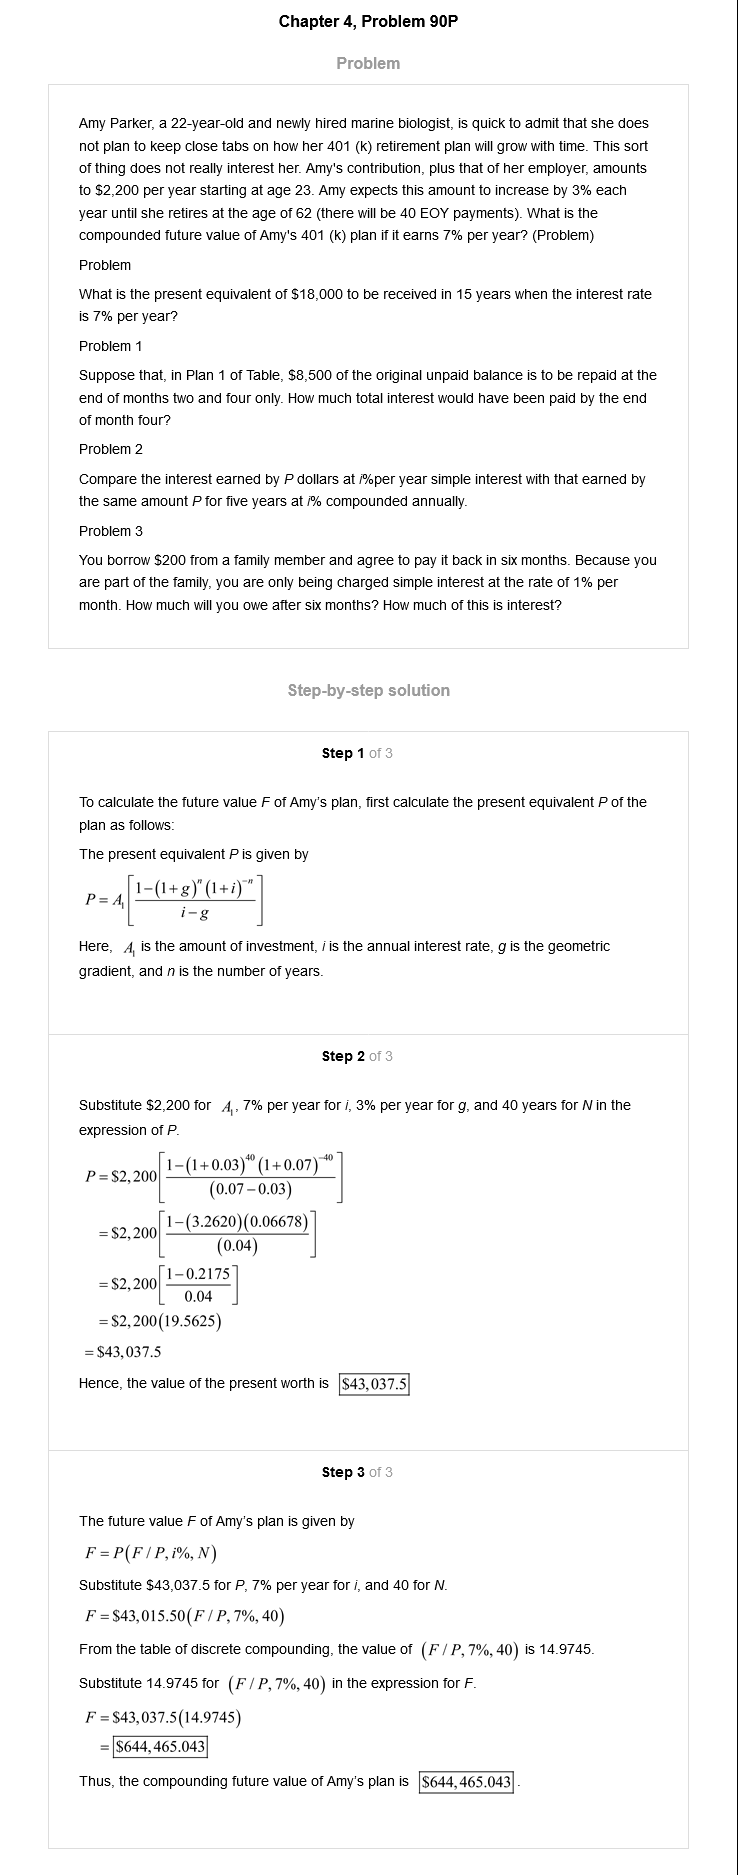 Chapter 4, Problem 90P
Problem
Amy Parker, a 22-year-old and newly hired marine biologist, is quick to admit that she does
not plan to keep close tabs on how her 401 (k) retirement plan will grow with time. This sort
of thing does not really interest her. Amy's contribution, plus that of her employer, amounts
to $2,200 per year starting at age 23. Amy expects this amount to increase by 3% each
year until she retires at the age of 62 (there will be 40 EOY payments). What is the
compounded future value of Amy's 401 (k) plan if it earns 7% per year? (Problem)
Problem
What is the present equivalent of $18,000 to be received in 15 years when the interest rate
is 7% per year?
Problem 1
Suppose that, in Plan 1 of Table, $8,500 of the original unpaid balance is to be repaid at the
end of months two and four only. How much total interest would have been paid by the end
of month four?
Problem 2
Compare the interest earned by P dollars at i%per year simple interest with that earned by
the same amount P for five years at i% compounded annually.
Problem 3
You borrow $200 from a family member and agree to pay it back in six months. Because you
are part of the family, you are only being charged simple interest at the rate of 1% per
month. How much will you owe after six months? How much of this is interest?
Step-by-step solution
Step 1 of 3
To calculate the future value F of Amy's plan, first calculate the present equivalent P of the
plan as follows:
The present equivalent P is given by
P = A₁[(1−(1+g)ⁿ(1+i)⁻ⁿ)/(i−g)]
Here, A₁ is the amount of investment, i is the annual interest rate, g is the geometric
gradient, and n is the number of years.
Step 2 of 3
Substitute $2,200 for A₁, 7% per year for i, 3% per year for g, and 40 years for N in the
expression of P.
P = $2,200[(1−(1+0.03)⁴⁰(1+0.07)⁻⁴⁰)/(0.07−0.03)]
= $2,200[(1−(3.2620)(0.06678))/(0.04)]
= $2,200[(1−0.2175)/0.04]
= $2,200(19.5625)
= $43,037.5
Hence, the value of the present worth is $43,037.5
Step 3 of 3
The future value F of Amy's plan is given by
F = P(F / P, i%, N)
Substitute $43,037.5 for P, 7% per year for i, and 40 for N.
F = $43,015.50(F / P, 7%, 40)
From the table of discrete compounding, the value of (F / P, 7%, 40) is 14.9745.
Substitute 14.9745 for (F / P, 7%, 40) in the expression for F.
F = $43,037.5(14.9745)
= $644,465.043
Thus, the compounding future value of Amy's plan is $644,465.043 .